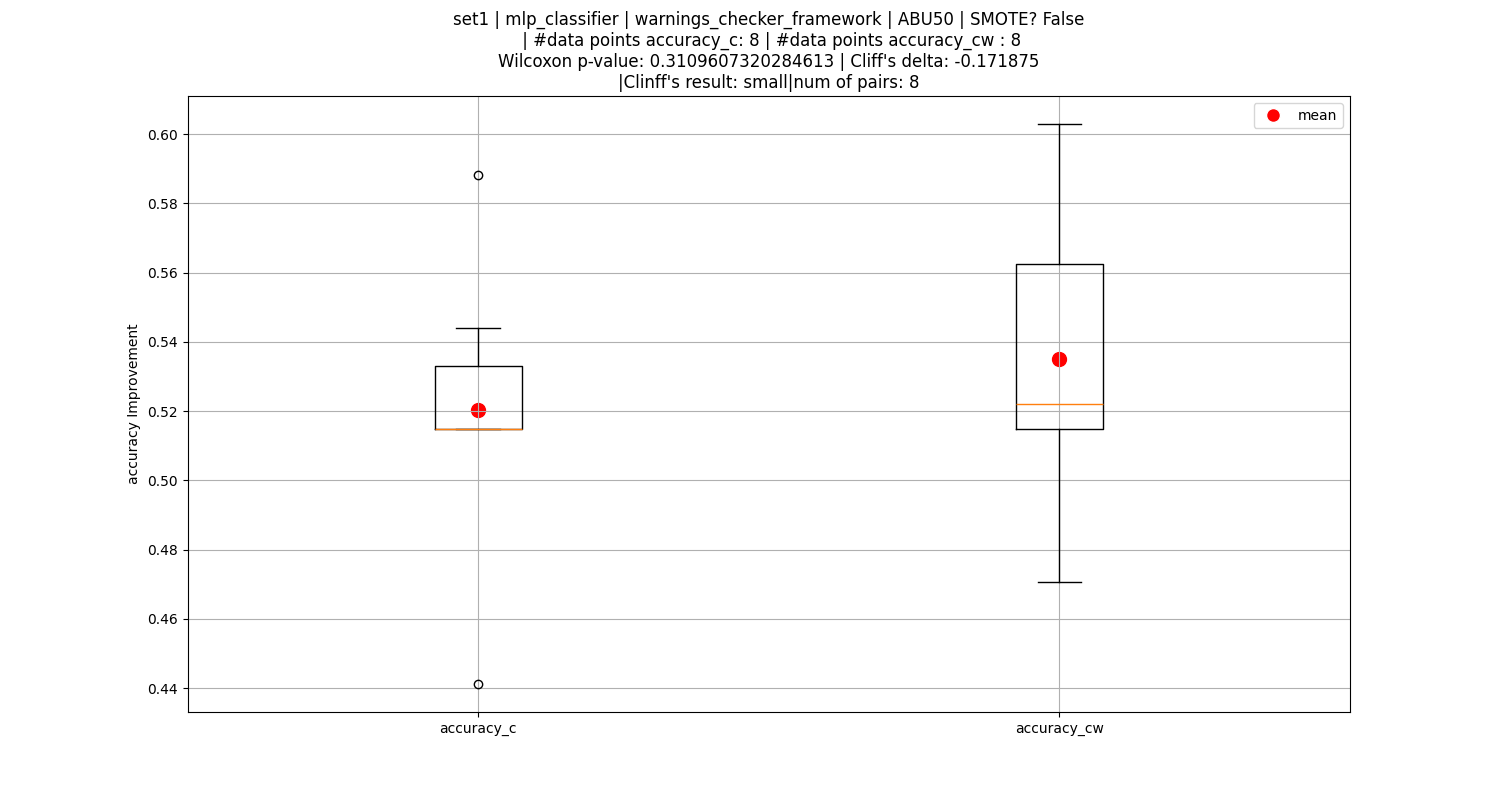 set1 | mlp_classifier | warnings_checker_framework | ABU50 | SMOTE? False
| #data points accuracy_c: 8 | #data points accuracy_cw : 8
Wilcoxon p-value: 0.3109607320284613 | Cliff's delta: -0.171875
|Clinff's result: small|num of pairs: 8
mean
0.60
0.58
0.56
0.54
0.52
0.50
0.48
0.46
0.44
accuracy Improvement
accuracy_c
accuracy_cw